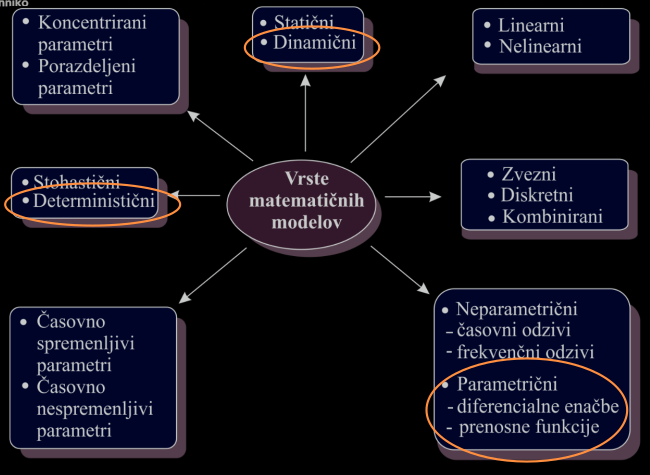 hniko
• Koncentrirani
parametri
• Porazdeljeni
parametri
• Statični
• Dinamični
• Linearni
• Nelinearni
• Stohastični
• Deterministični
Vrste
matematičnih
modelov
• Zvezni
• Diskretni
• Kombinirani
• Časovno
spremenljivi
parametri
• Časovno
nespremenljivi
parametri
• Neparametrični
- časovni odzivi
- frekvenčni odzivi
• Parametrični
- diferencialne enačbe
- prenosne funkcije